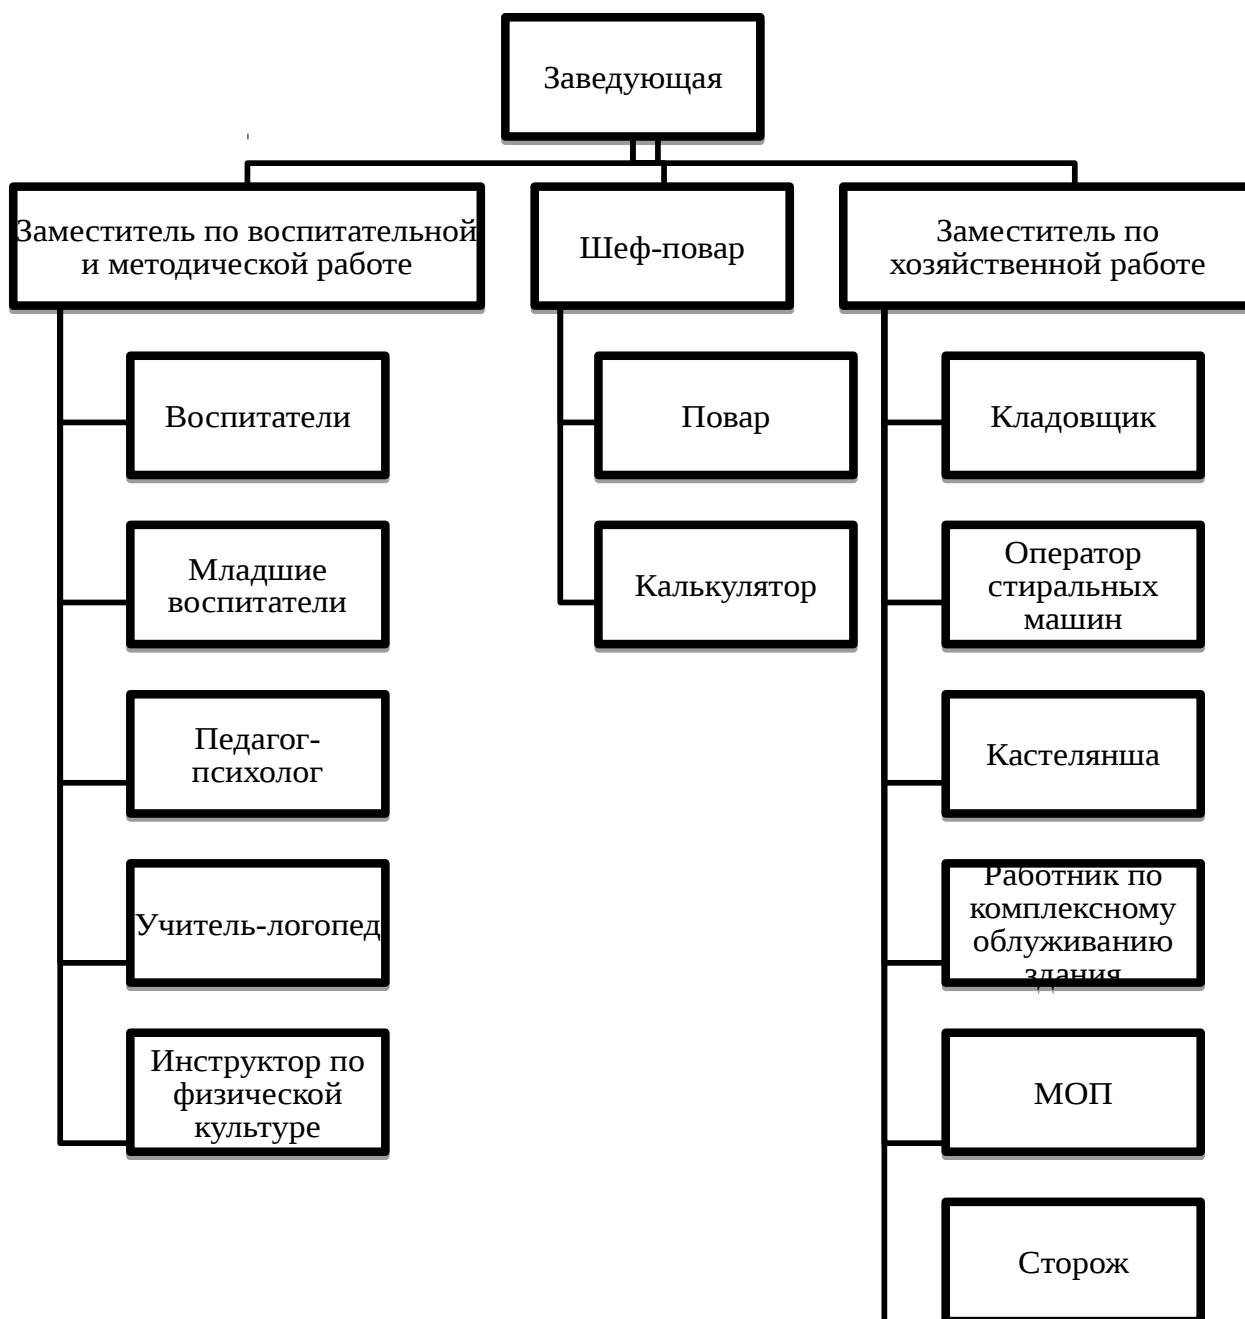 Заведующая
Заместитель по воспитательной
и методической работе
Шеф-повар
Заместитель по
хозяйственной работе
Воспитатели
Младшие
воспитатели
Педагог-
психолог
Учитель-логопед
Инструктор по
физической
культуре
Повар
Калькулятор
Кладовщик
Оператор
стиральных
машин
Кастелянша
Работник по
комплексному
облуживанию
здания
МОП
Сторож